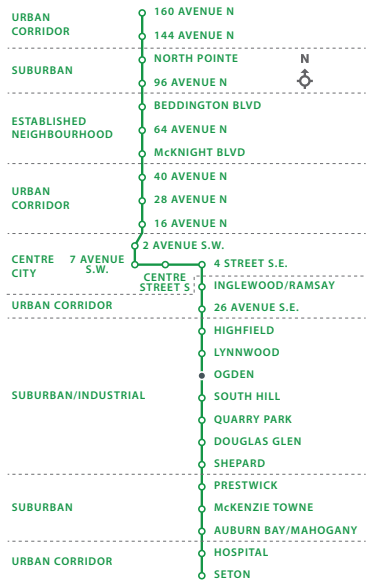 URBAN
CORRIDOR
160 AVENUE N
144 AVENUE N
SUBURBAN
NORTH POINTE
96 AVENUE N
N
ESTABLISHED
NEIGHBOURHOOD
BEDDINGTON BLVD
64 AVENUE N
McKNIGHT BLVD
URBAN
CORRIDOR
40 AVENUE N
28 AVENUE N
16 AVENUE N
CENTRE
CITY
2 AVENUE S.W.
7 AVENUE
S.W.
CENTRE
STREET S
4 STREET S.E.
URBAN CORRIDOR
INGLEWOOD/RAMSAY
26 AVENUE S.E.
SUBURBAN/INDUSTRIAL
HIGHFIELD
LYNNWOOD
OGDEN
SOUTH HILL
QUARRY PARK
DOUGLAS GLEN
SHEPARD
SUBURBAN
PRESTWICK
McKENZIE TOWNE
AUBURN BAY/MAHOGANY
URBAN CORRIDOR
HOSPITAL
SETON